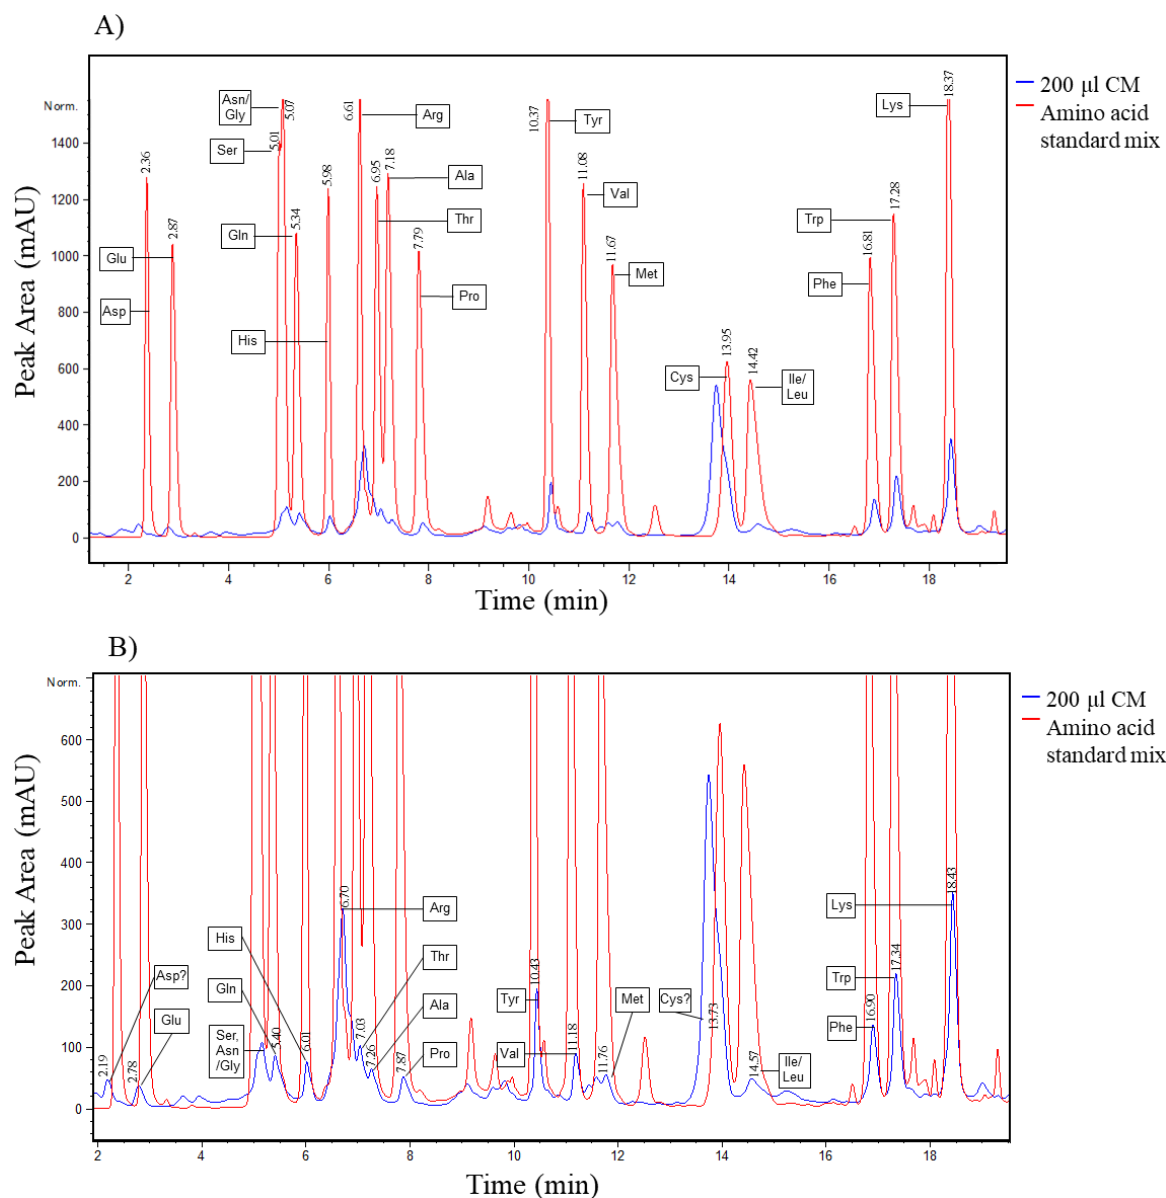 A)
Norm.
1400
1200
1000
800
600
400
200
0
2
4
6
8
10
12
14
16
18
Peak Area (mAU)
Time (min)
2.36
2.87
5.01
5.07
5.34
5.98
6.61
6.95
7.18
7.79
10.37
11.08
11.67
13.95
14.42
16.81
17.28
18.37
Asp
Glu
Ser
Asn/
Gly
Gln
His
Arg
Ala
Thr
Pro
Tyr
Val
Met
Cys
Ile/
Leu
Phe
Trp
Lys
200 µl CM
Amino acid
standard mix
B)
Norm.
600
500
400
300
200
100
0
2
4
6
8
10
12
14
16
18
Peak Area (mAU)
Time (min)
2.19
2.78
5.40
6.01
6.70
7.03
7.26
7.87
10.43
11.18
11.76
13.73
14.57
16.90
17.34
18.43
Asp?
Glu
Ser,
Asn
/Gly
Gln
His
Arg
Thr
Ala
Pro
Tyr
Val
Met
Cys?
Ile/
Leu
Phe
Trp
Lys
200 µl CM
Amino acid
standard mix